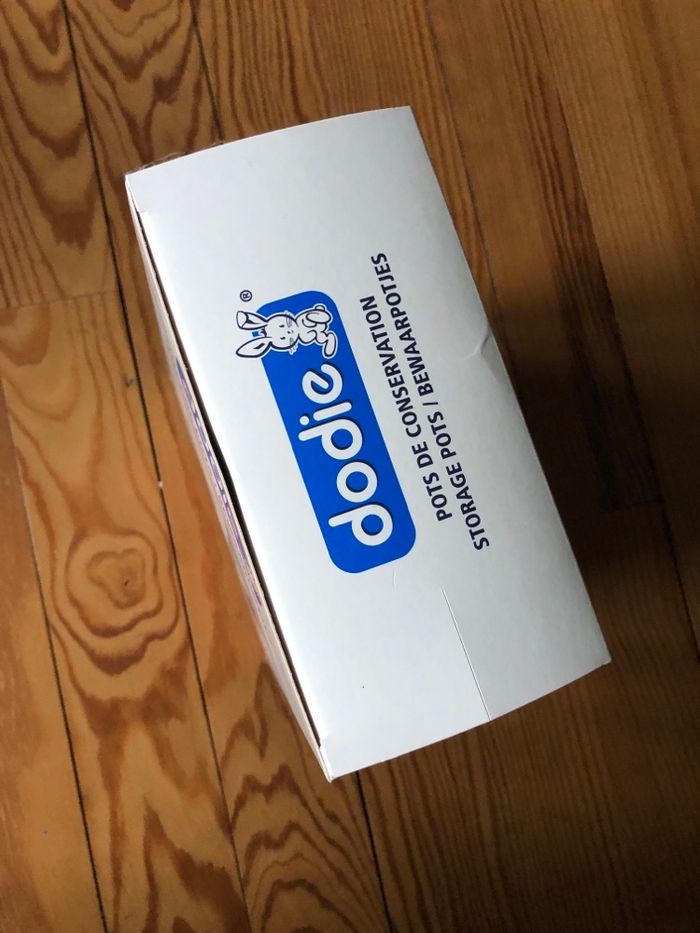 dodie®
POTS DE CONSERVATION
STORAGE POTS / BEWAARPOTJES